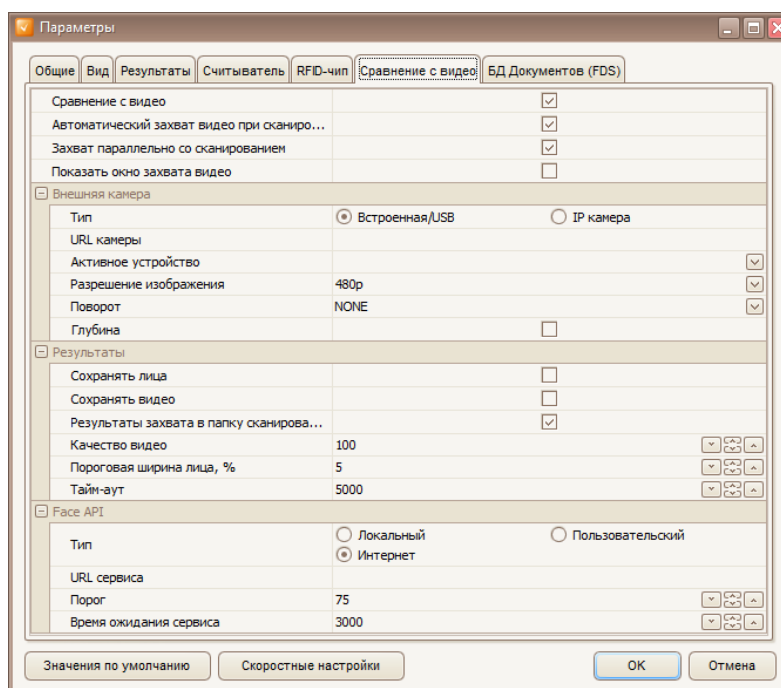 Параметры
Общие Вид Результаты Считыватель RFID-чип Сравнение с видео БД Документов (FDS)
Сравнение с видео
Автоматический захват видео при сканиро...
Захват параллельно со сканированием
Показать окно захвата видео
Внешняя камера
Тип Встроенная/USB IP камера
URL камеры
Активное устройство
Разрешение изображения 480p
Поворот NONE
Глубина
Результаты
Сохранять лица
Сохранять видео
Результаты захвата в папку сканирова...
Качество видео 100
Пороговая ширина лица, % 5
Тайм-аут 5000
Face API
Тип Локальный Пользовательский
Интернет
URL сервиса
Порог 75
Время ожидания сервиса 3000
Значения по умолчанию Скоростные настройки OK Отмена